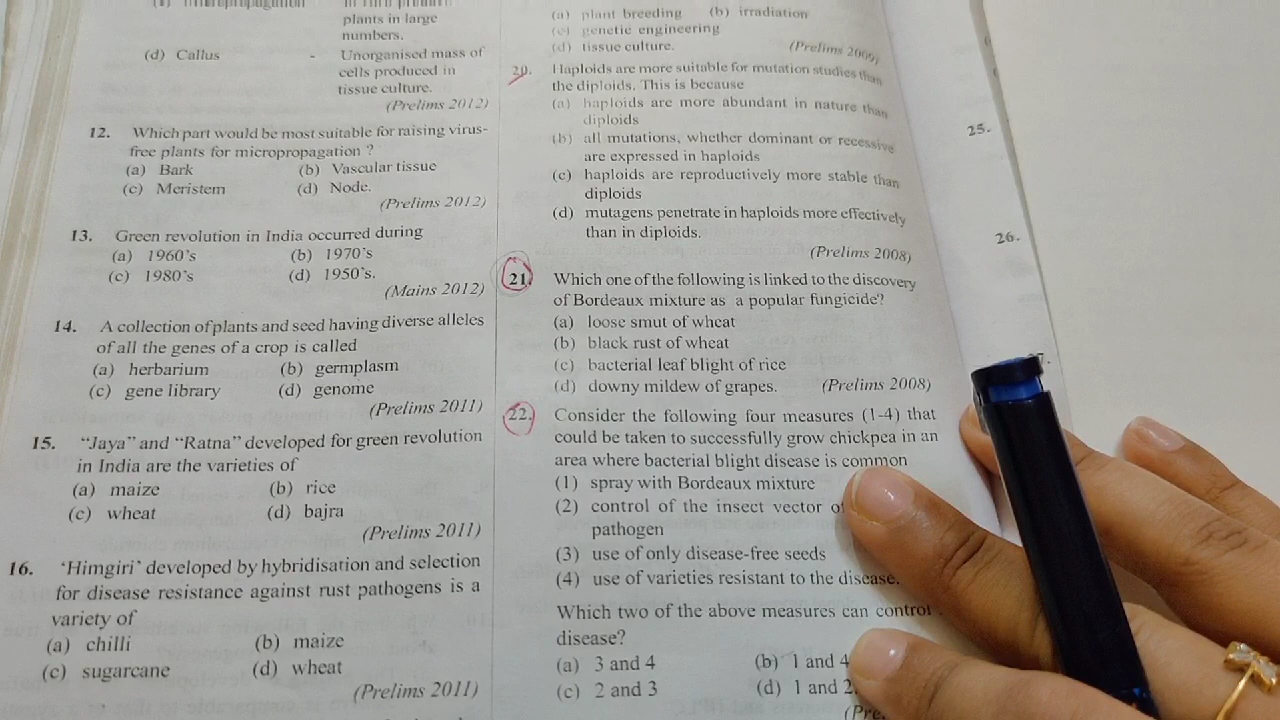 plants in large
numbers.
(d) Callus - Unorganised mass of
cells produced in
tissue culture.
(Prelims 2012)
12. Which part would be most suitable for raising virus-
free plants for micropropagation ?
(a) Bark (b) Vascular tissue
(c) Meristem (d) Node.
(Prelims 2012)
13. Green revolution in India occurred during
(a) 1960's (b) 1970's
(c) 1980's (d) 1950's.
(Mains 2012)
14. A collection of plants and seed having diverse alleles
of all the genes of a crop is called
(a) herbarium (b) germplasm
(c) gene library (d) genome
(Prelims 2011)
15. “Jaya” and “Ratna” developed for green revolution
in India are the varieties of
(a) maize (b) rice
(c) wheat (d) bajra
(Prelims 2011)
16. ‘Himgiri’ developed by hybridisation and selection
for disease resistance against rust pathogens is a
variety of
(a) chilli (b) maize
(c) sugarcane (d) wheat
(Prelims 2011)
(a) plant breeding (b) irradiation
(c) genetic engineering
(d) tissue culture. (Prelims 2009)
20. Haploids are more suitable for mutation studies than
the diploids. This is because
(a) haploids are more abundant in nature than
diploids
(b) all mutations, whether dominant or recessive
are expressed in haploids
(c) haploids are reproductively more stable than
diploids
(d) mutagens penetrate in haploids more effectively
than in diploids.
(Prelims 2008)
21. Which one of the following is linked to the discovery
of Bordeaux mixture as a popular fungicide?
(a) loose smut of wheat
(b) black rust of wheat
(c) bacterial leaf blight of rice
(d) downy mildew of grapes. (Prelims 2008)
22. Consider the following four measures (1-4) that
could be taken to successfully grow chickpea in an
area where bacterial blight disease is common
(1) spray with Bordeaux mixture
(2) control of the insect vector of
pathogen
(3) use of only disease-free seeds
(4) use of varieties resistant to the disease.
Which two of the above measures can control
disease?
(a) 3 and 4 (b) 1 and 4
(c) 2 and 3 (d) 1 and 2.
25.
26.